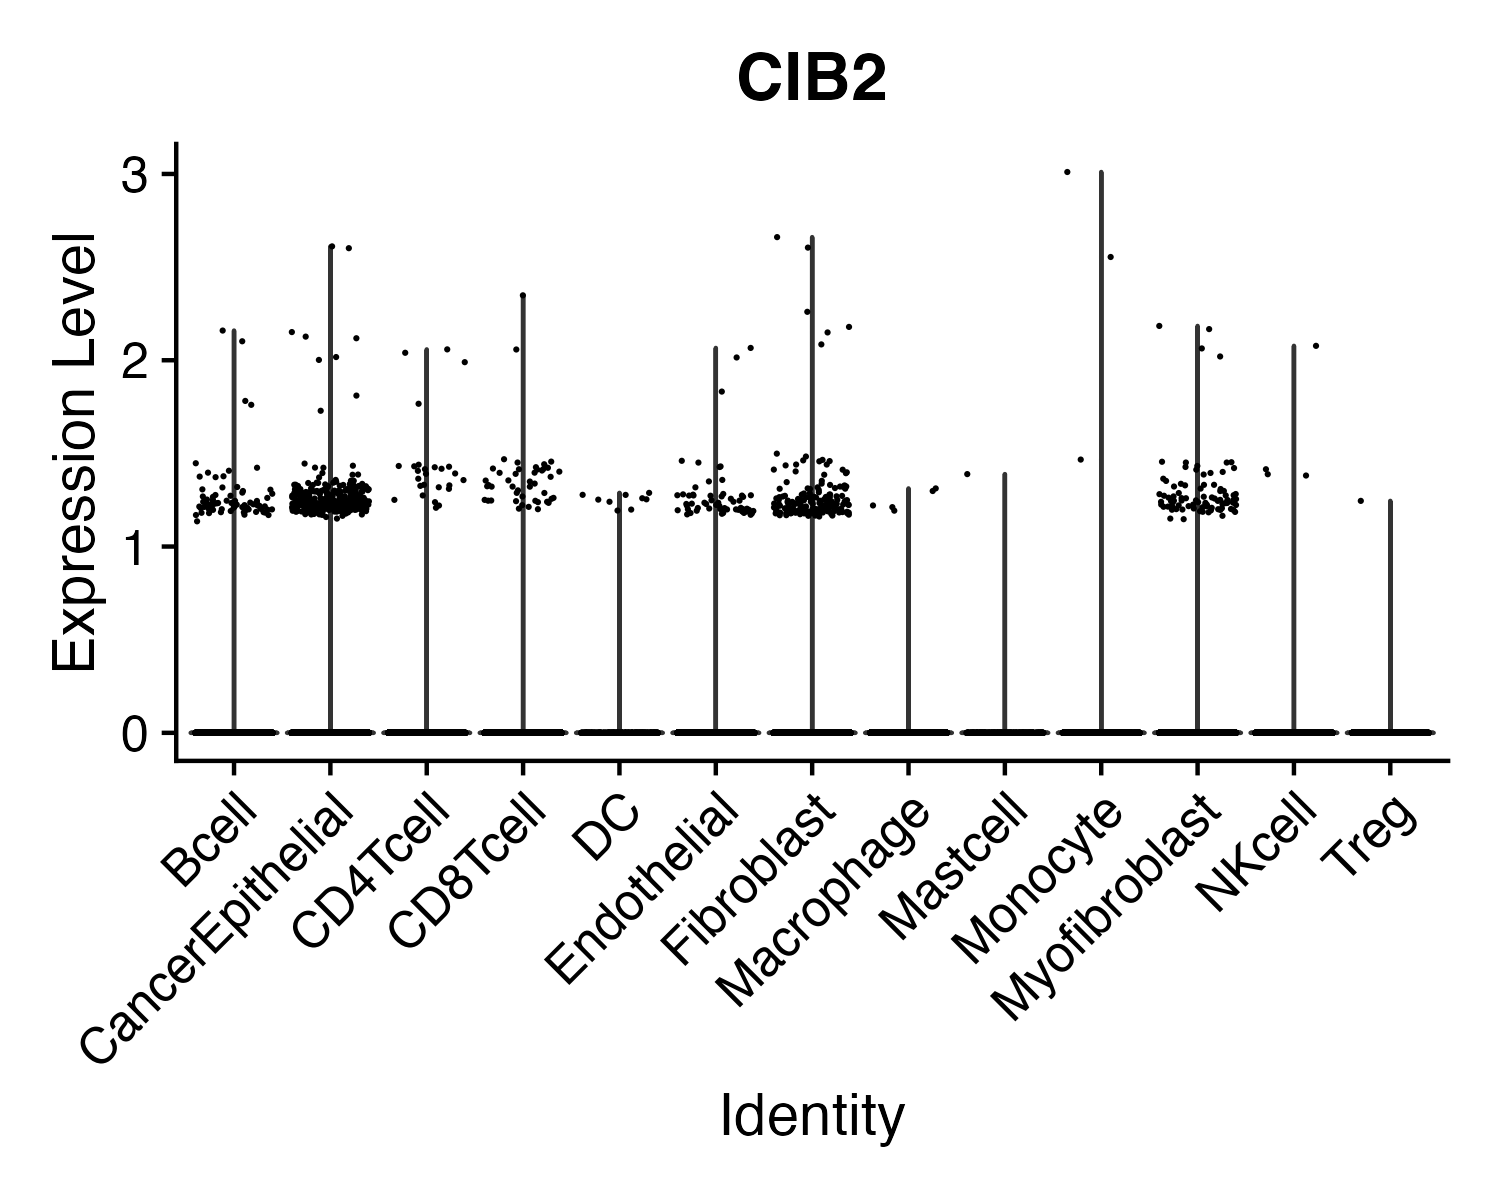 CIB2
Expression Level
3
2
1
0
Bcell
CancerEpithelial
CD4Tcell
CD8Tcell
DC
Endothelial
Fibroblast
Macrophage
Mastcell
Monocyte
Myofibroblast
NKcell
Treg
Identity